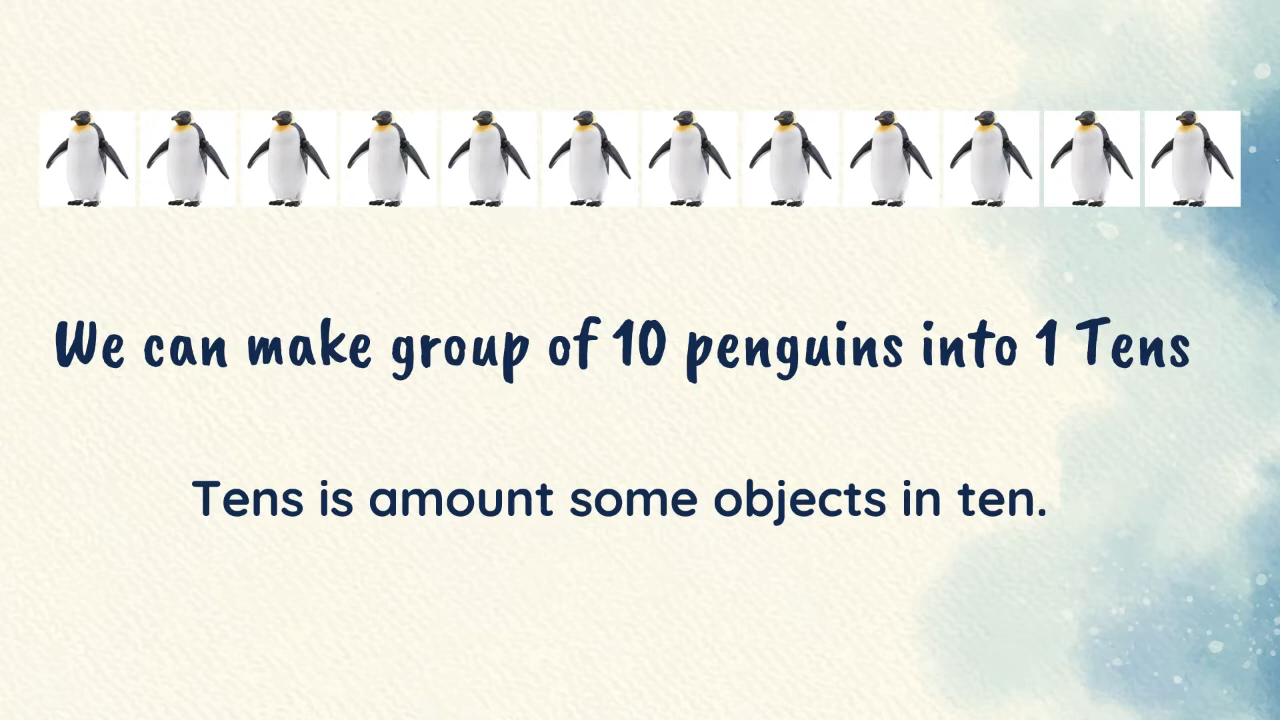 We can make group of 10 penguins into 1 Tens
Tens is amount some objects in ten.